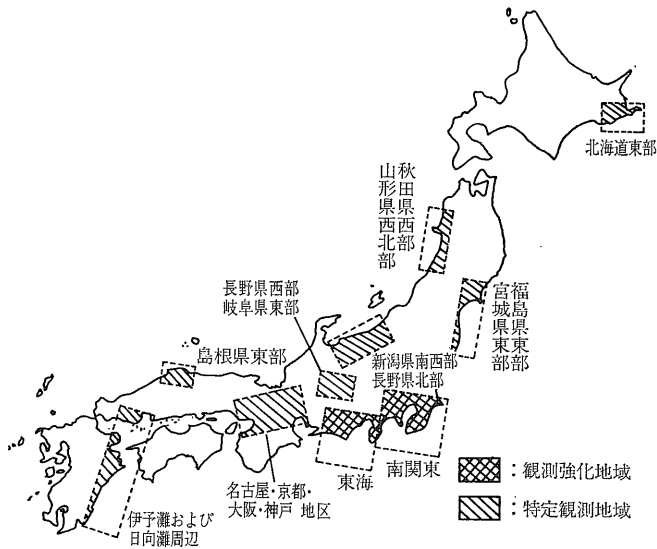 北海道東部
秋田県西部
山形県西北部
長野県西部
岐阜県東部
福島県東部
宮城県東部
島根県東部
新潟県南西部
長野県北部
名古屋・京都・
大阪・神戸 地区
東海
南関東
伊予灘および
日向灘周辺
:観測強化地域
:特定観測地域